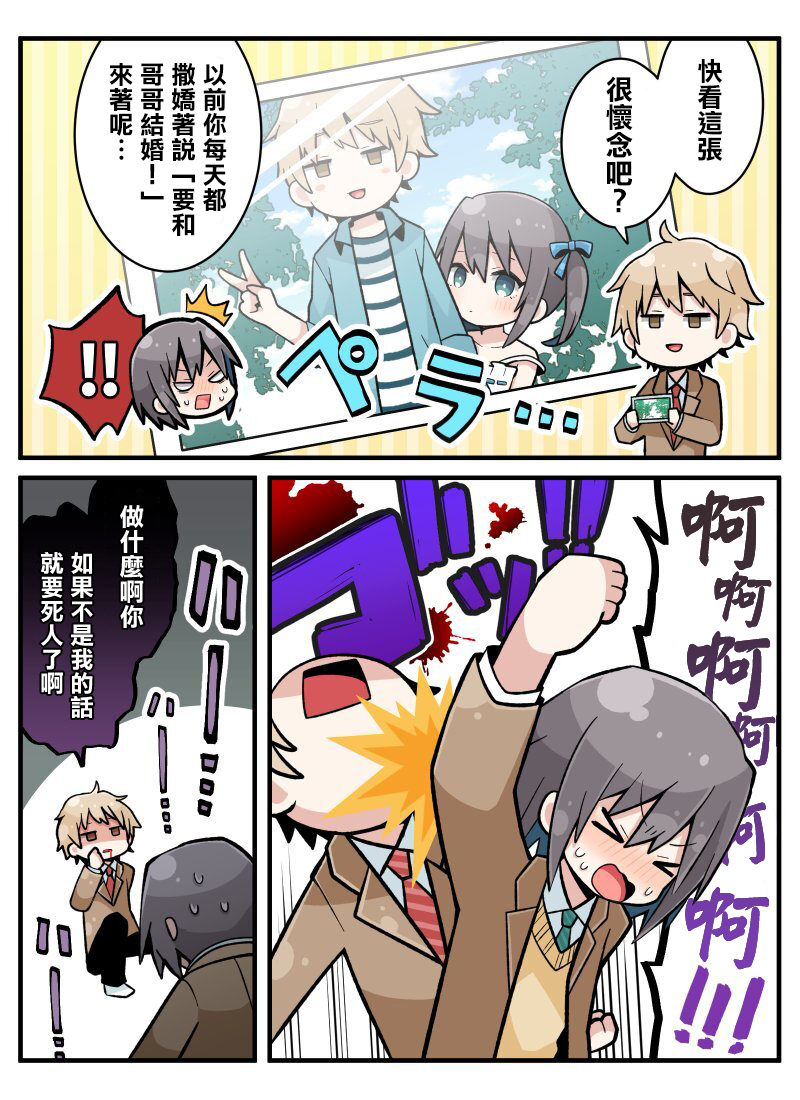 快看這張
很懷念吧？
以前你每天都
撒嬌著說「要和
哥哥結婚！」
來著呢…
!!
ペラ…
啊啊啊啊啊啊!!!
ゴッ!!
做什麼啊你
如果不是我的話
就要死人了啊